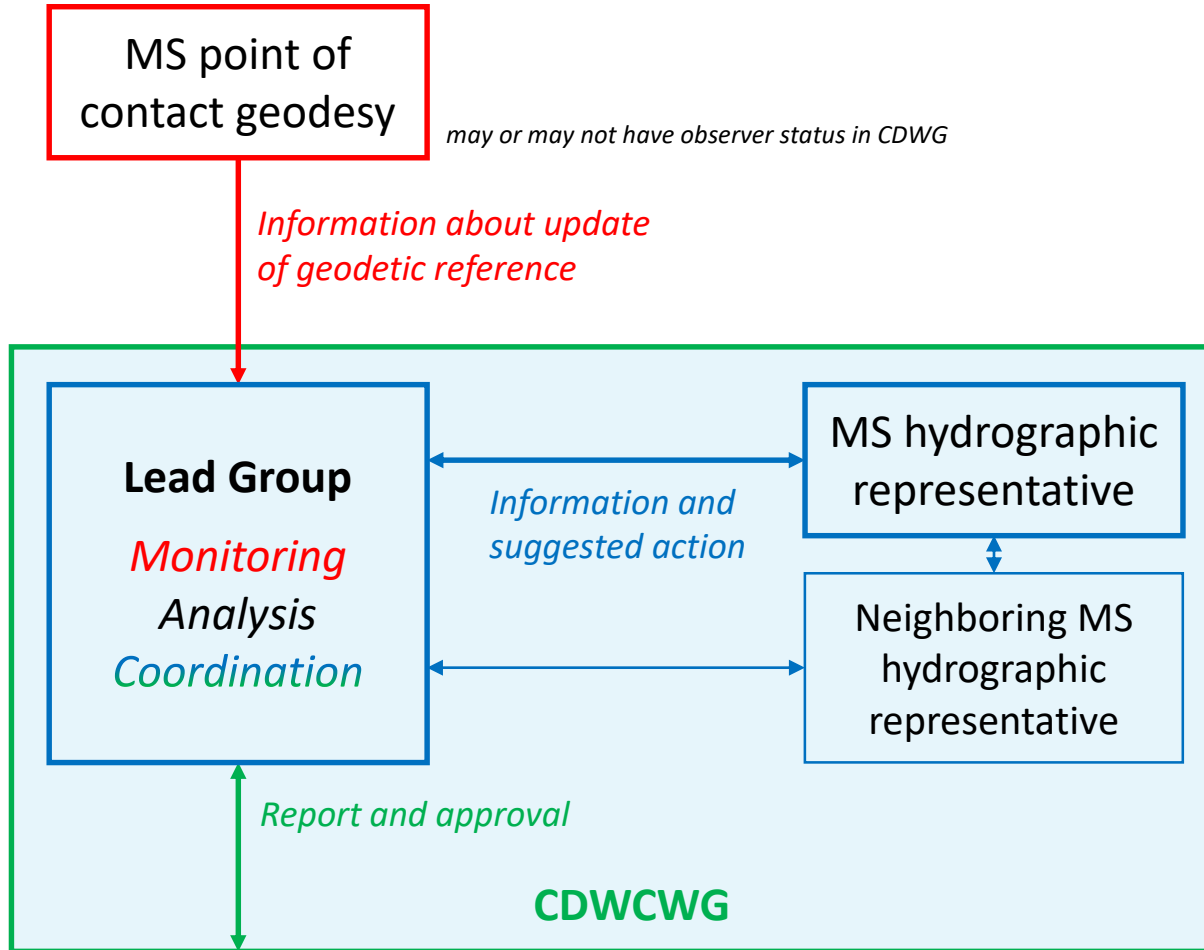 MS point of
contact geodesy
may or may not have observer status in CDWG
Information about update
of geodetic reference
Lead Group
Monitoring
Analysis
Coordination
Information and
suggested action
MS hydrographic
representative
Neighboring MS
hydrographic
representative
Report and approval
CDWCWG